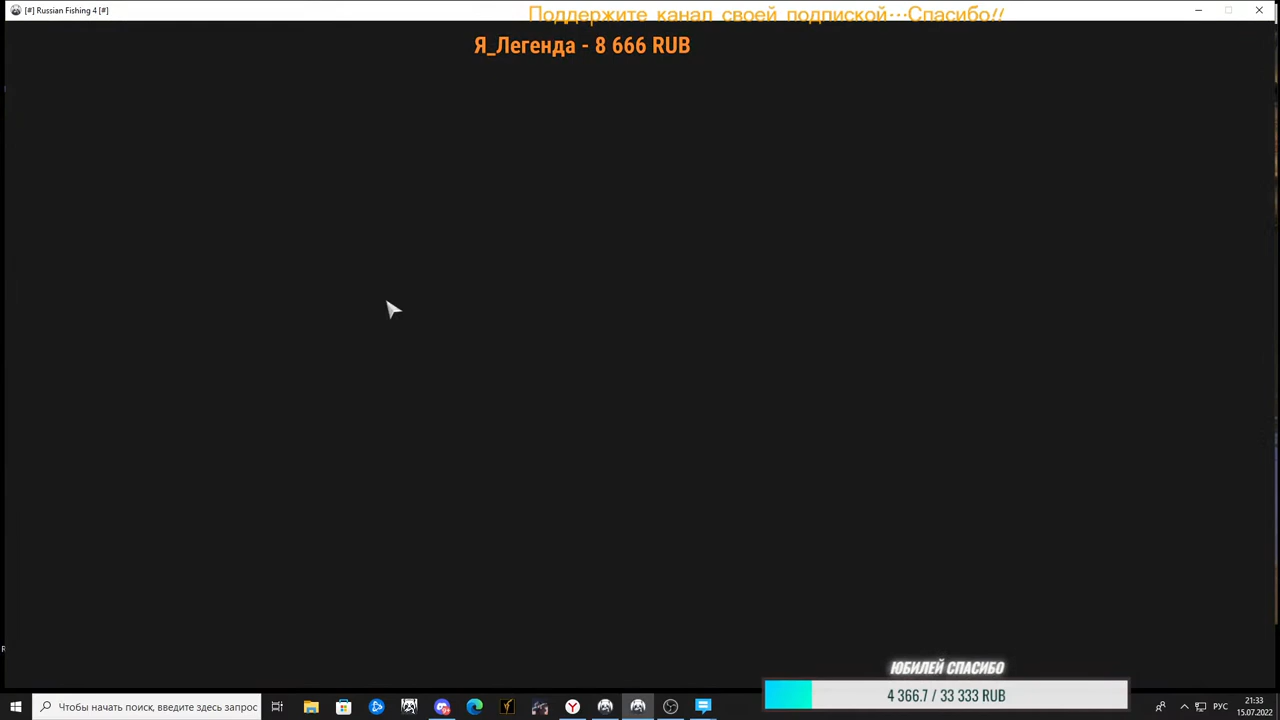 [#] Russian Fishing 4 [#]
Поддержите канал своей подпиской...Спасибо!!
Я_Легенда - 8 666 RUB
ЮБИЛЕЙ СПАСИБО
4 366.7 / 33 333 RUB
Чтобы начать поиск, введите здесь запрос
РУС
21:33
15.07.2022